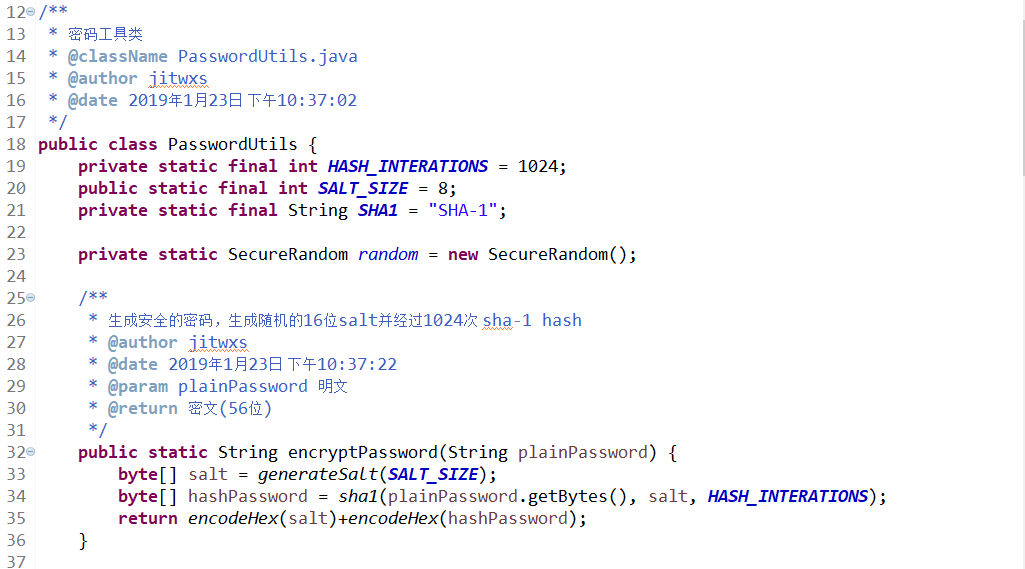 12 /**
13  * 密码工具类
14  * @className PasswordUtils.java
15  * @author jitwxs
16  * @date 2019年1月23日 下午10:37:02
17  */
18 public class PasswordUtils {
19     private static final int HASH_INTERATIONS = 1024;
20     public static final int SALT_SIZE = 8;
21     private static final String SHA1 = "SHA-1";
22
23     private static SecureRandom random = new SecureRandom();
24
25     /**
26      * 生成安全的密码，生成随机的16位salt并经过1024次 sha-1 hash
27      * @author jitwxs
28      * @date 2019年1月23日 下午10:37:22
29      * @param plainPassword 明文
30      * @return 密文(56位)
31      */
32     public static String encryptPassword(String plainPassword) {
33         byte[] salt = generateSalt(SALT_SIZE);
34         byte[] hashPassword = sha1(plainPassword.getBytes(), salt, HASH_INTERATIONS);
35         return encodeHex(salt)+encodeHex(hashPassword);
36     }
37